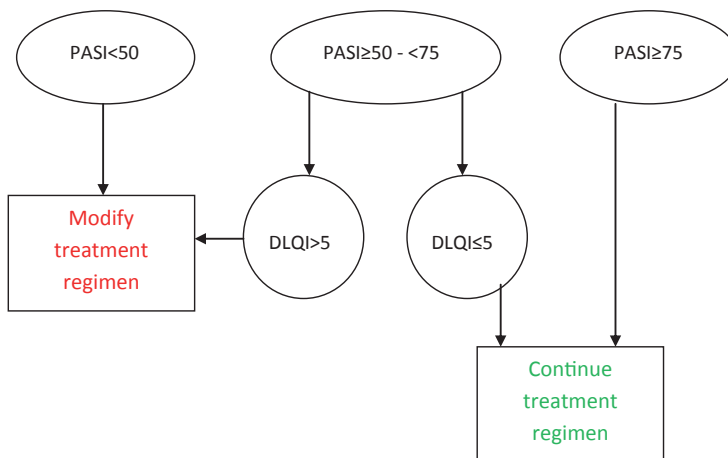 PASI<50
PASI≥50 - <75
PASI≥75
Modify
treatment
regimen
DLQI>5
DLQI≤5
Continue
treatment
regimen